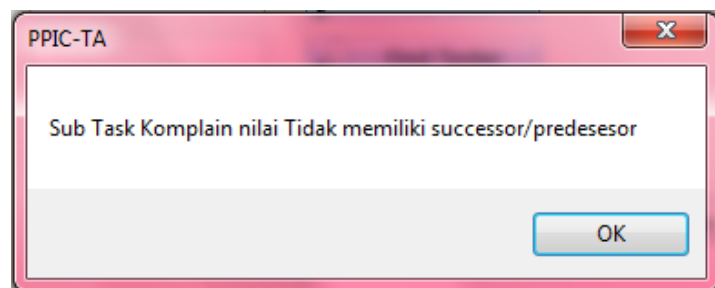 PPIC-TA
Sub Task Komplain nilai Tidak memiliki successor/predesesor
OK